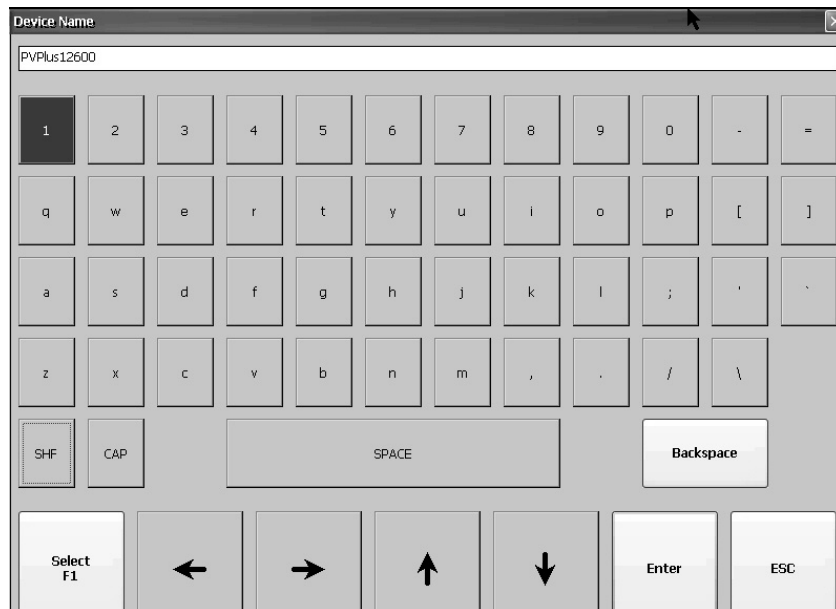 Device Name
PVPlus12600
1 2 3 4 5 6 7 8 9 0 - =
q w e r t y u i o p [ ]
a s d f g h j k l ; ' `
z x c v b n m , . / \
SHF CAP SPACE Backspace
Select
F1 Enter ESC